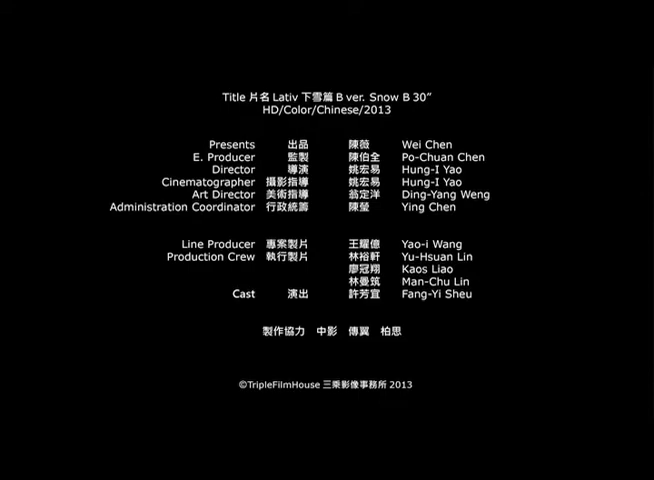 Title 片名 Lativ 下雪篇 B ver. Snow B 30”
HD/Color/Chinese/2013
Presents 出品 陳薇 Wei Chen
E. Producer 監製 陳伯全 Po-Chuan Chen
Director 導演 姚宏易 Hung-I Yao
Cinematographer 攝影指導 姚宏易 Hung-I Yao
Art Director 美術指導 翁定洋 Ding-Yang Weng
Administration Coordinator 行政統籌 陳瑩 Ying Chen
Line Producer 專案製片 王耀億 Yao-i Wang
Production Crew 執行製片 林裕軒 Yu-Hsuan Lin
廖冠翔 Kaos Liao
林曼筑 Man-Chu Lin
Cast 演出 許芳宜 Fang-Yi Sheu
製作協力 中影 傳翼 柏思
©TripleFilmHouse 三乘影像事務所 2013